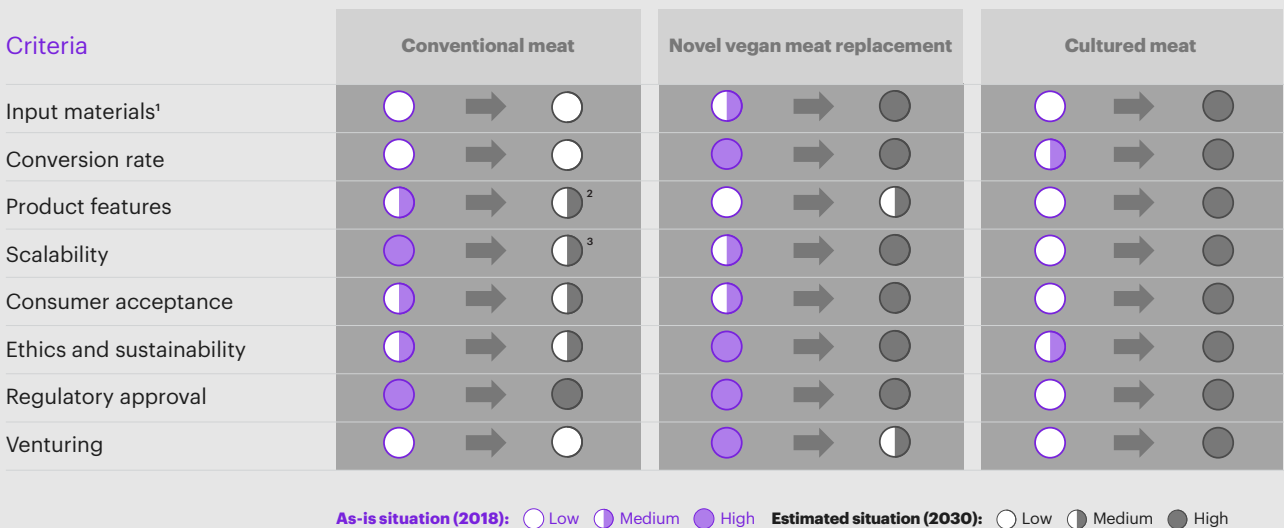 Criteria Conventional meat Novel vegan meat replacement Cultured meat
Input materials¹
Conversion rate
Product features ²
Scalability ³
Consumer acceptance
Ethics and sustainability
Regulatory approval
Venturing
As-is situation (2018): Low Medium High Estimated situation (2030): Low Medium High